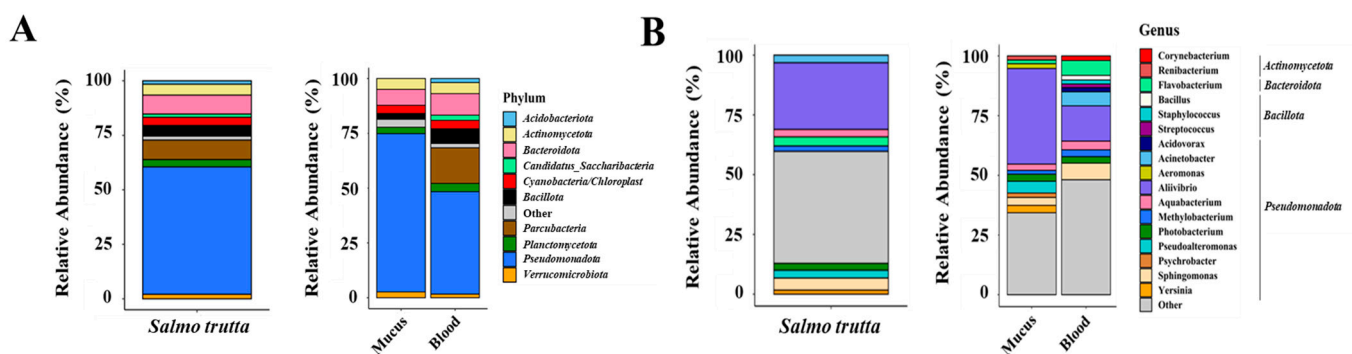 A
B
Relative Abundance (%)
100
75
50
25
0
Salmo trutta
Relative Abundance (%)
100
75
50
25
0
Mucus
Blood
Phylum
Acidobacteriota
Actinomycetota
Bacteroidota
Candidatus_Saccharibacteria
Cyanobacteria/Chloroplast
Bacillota
Other
Parcubacteria
Planctomycetota
Pseudomonadota
Verrucomicrobiota
Relative Abundance (%)
100
75
50
25
0
Salmo trutta
Relative Abundance (%)
100
75
50
25
0
Mucus
Blood
Genus
Corynebacterium
Renibacterium
Flavobacterium
Bacillus
Staphylococcus
Streptococcus
Acidovorax
Acinetobacter
Aeromonas
Aliivibrio
Aquabacterium
Methylobacterium
Photobacterium
Pseudoalteromonas
Psychrobacter
Sphingomonas
Yersinia
Other
Actinomycetota
Bacteroidota
Bacillota
Pseudomonadota